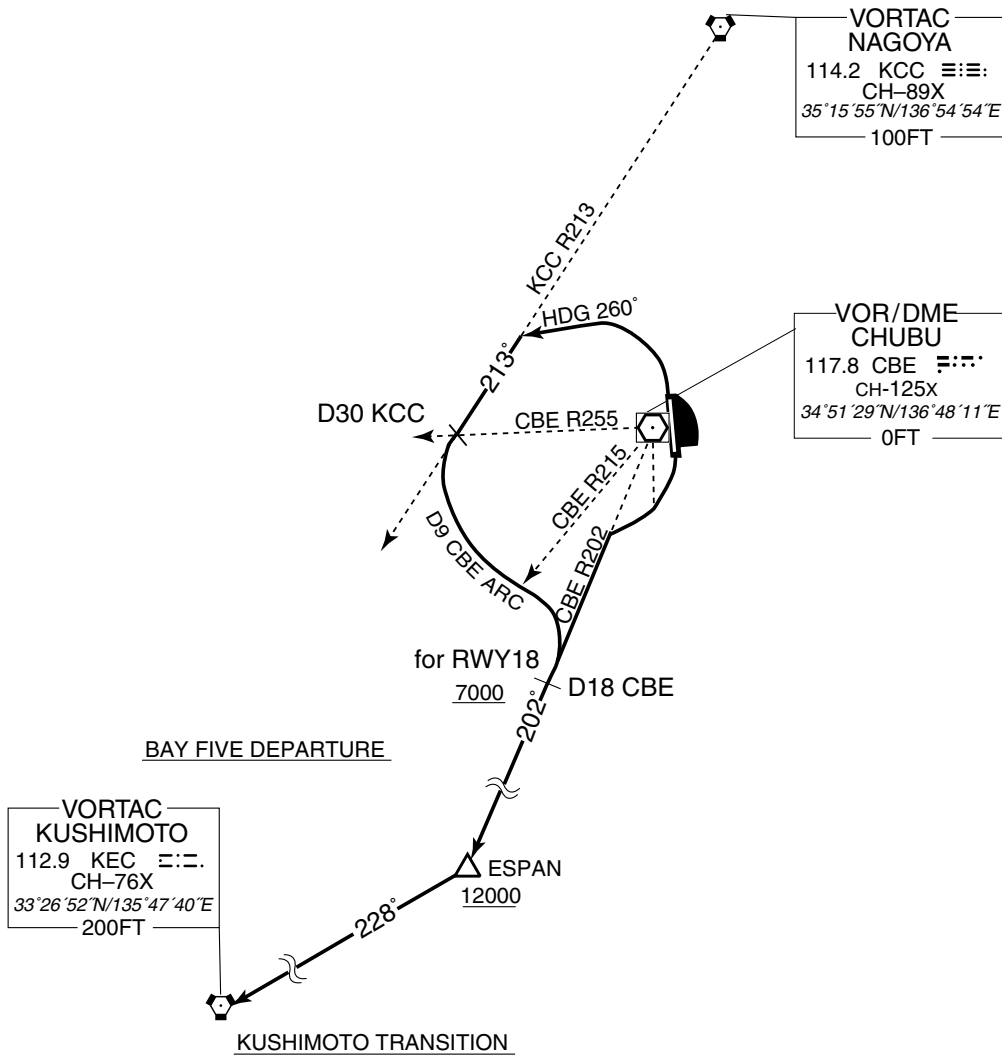 VORTAC
NAGOYA
114.2 KCC
CH–89X
35°15´55˝N/136°54´54˝E
100FT
KCC R213
HDG 260°
213°
VOR/DME
CHUBU
117.8 CBE
CH-125X
34°51´29˝N/136°48´11˝E
0FT
D30 KCC
CBE R255
CBE R215
D9 CBE ARC
CBE R202
for RWY18
7000
D18 CBE
202°
BAY FIVE DEPARTURE
VORTAC
KUSHIMOTO
112.9 KEC
CH–76X
33°26´52˝N/135°47´40˝E
200FT
ESPAN
12000
228°
KUSHIMOTO TRANSITION